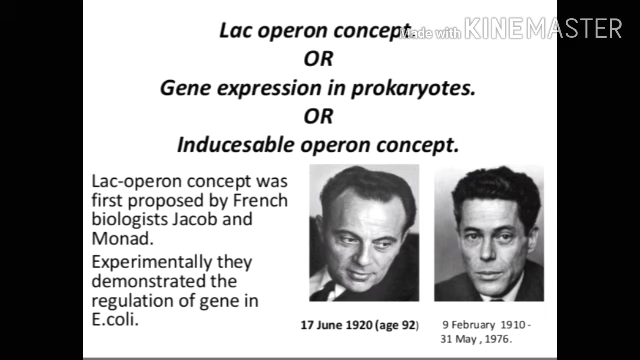 Lac operon concept.
Made with KINEMASTER
OR
Gene expression in prokaryotes.
OR
Inducesable operon concept.
Lac-operon concept was
first proposed by French
biologists Jacob and
Monad.
Experimentally they
demonstrated the
regulation of gene in
E.coli.
17 June 1920 (age 92)
9 February 1910 -
31 May , 1976.